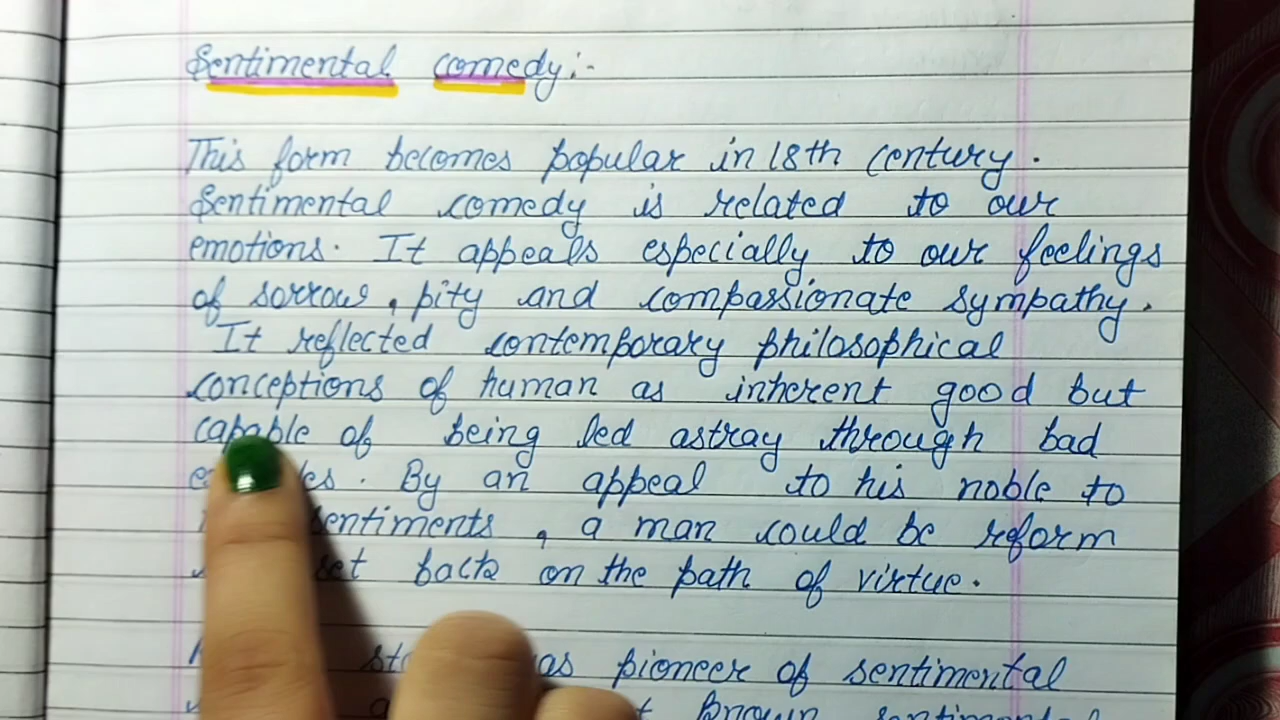 Sentimental comedy :-
This form becomes popular in 18th century.
Sentimental comedy is related to our
emotions. It appeals especially to our feelings
of sorrow, pity and compassionate sympathy.
It reflected contemporary philosophical
conceptions of human as inherent good but
capable of being led astray through bad
By an appeal to his noble to
sentiments, a man could be reform
back on the path of virtue.
as pioneer of sentimental